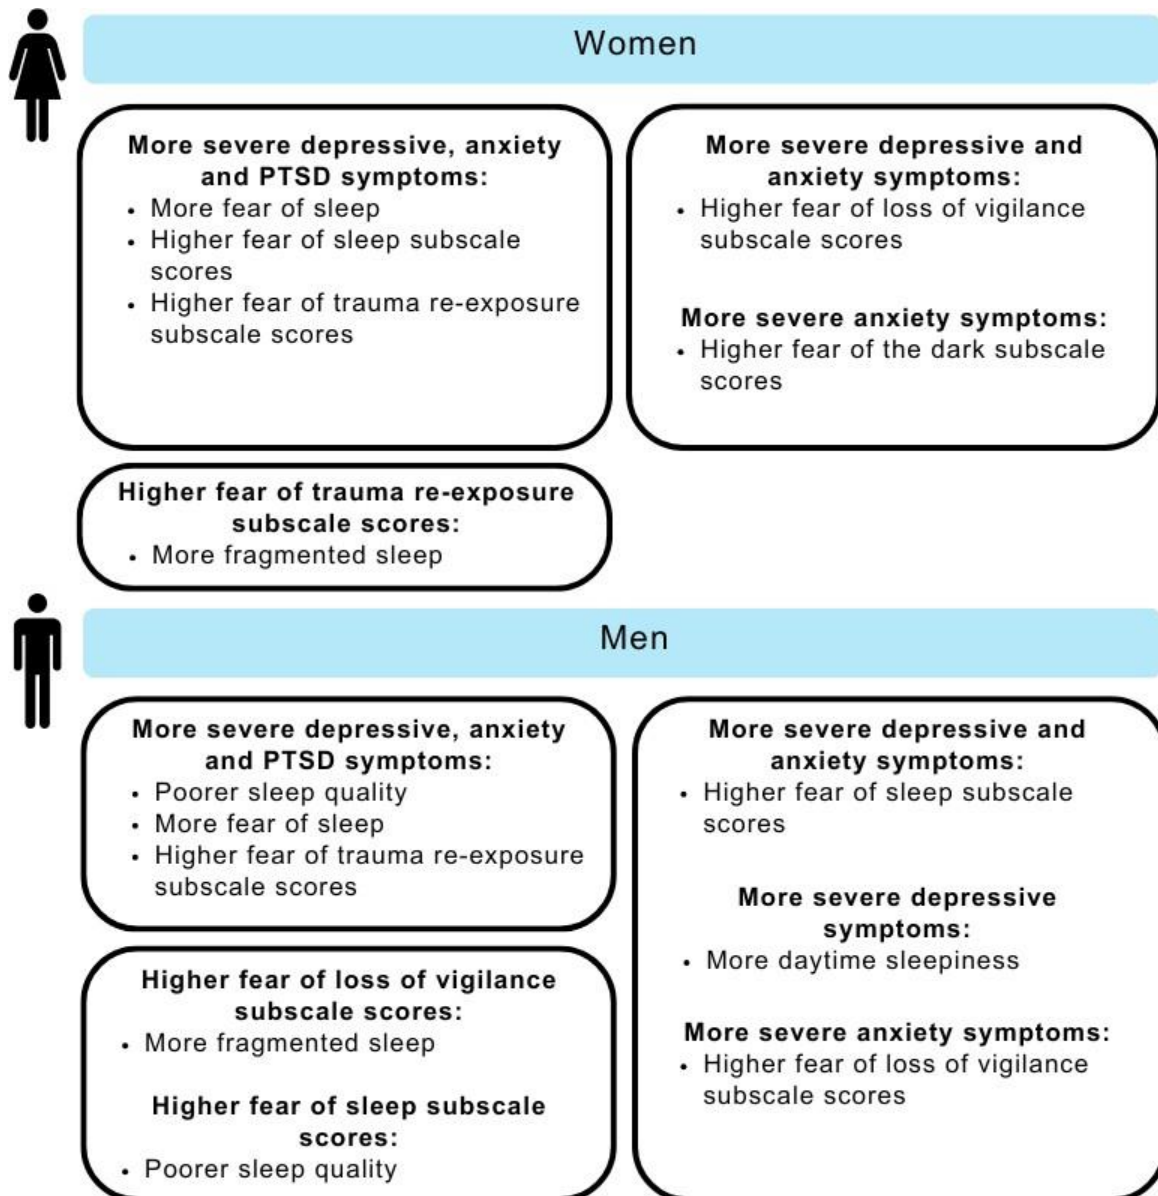 Women
More severe depressive, anxiety
and PTSD symptoms:
• More fear of sleep
• Higher fear of sleep subscale
scores
• Higher fear of trauma re-exposure
subscale scores
More severe depressive and
anxiety symptoms:
• Higher fear of loss of vigilance
subscale scores
More severe anxiety symptoms:
• Higher fear of the dark subscale
scores
Higher fear of trauma re-exposure
subscale scores:
• More fragmented sleep
Men
More severe depressive, anxiety
and PTSD symptoms:
• Poorer sleep quality
• More fear of sleep
• Higher fear of trauma re-exposure
subscale scores
Higher fear of loss of vigilance
subscale scores:
• More fragmented sleep
Higher fear of sleep subscale
scores:
• Poorer sleep quality
More severe depressive and
anxiety symptoms:
• Higher fear of sleep subscale
scores
More severe depressive
symptoms:
• More daytime sleepiness
More severe anxiety symptoms:
• Higher fear of loss of vigilance
subscale scores